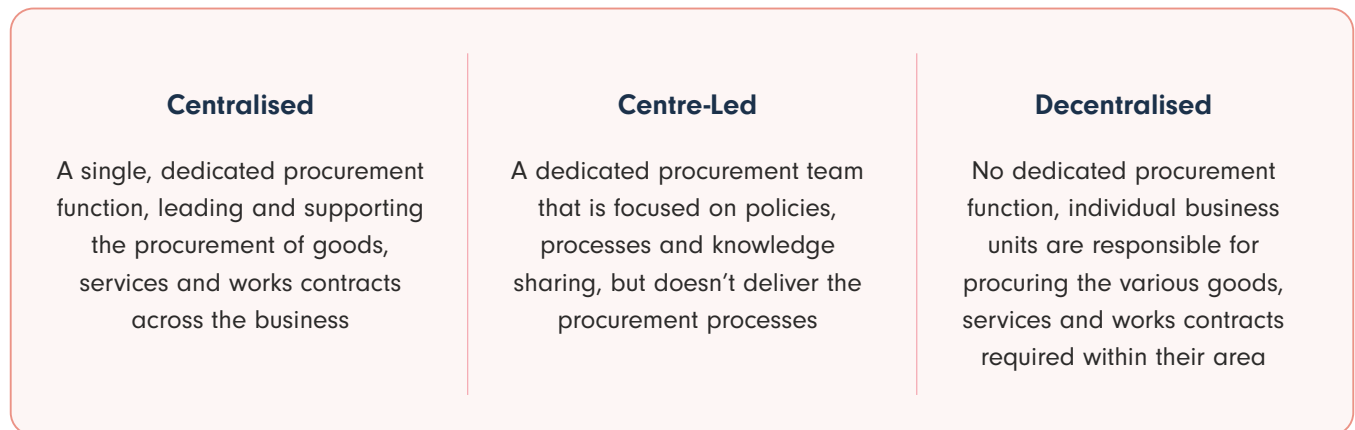 Centralised
A single, dedicated procurement
function, leading and supporting
the procurement of goods,
services and works contracts
across the business
Centre-Led
A dedicated procurement team
that is focused on policies,
processes and knowledge
sharing, but doesn’t deliver the
procurement processes
Decentralised
No dedicated procurement
function, individual business
units are responsible for
procuring the various goods,
services and works contracts
required within their area